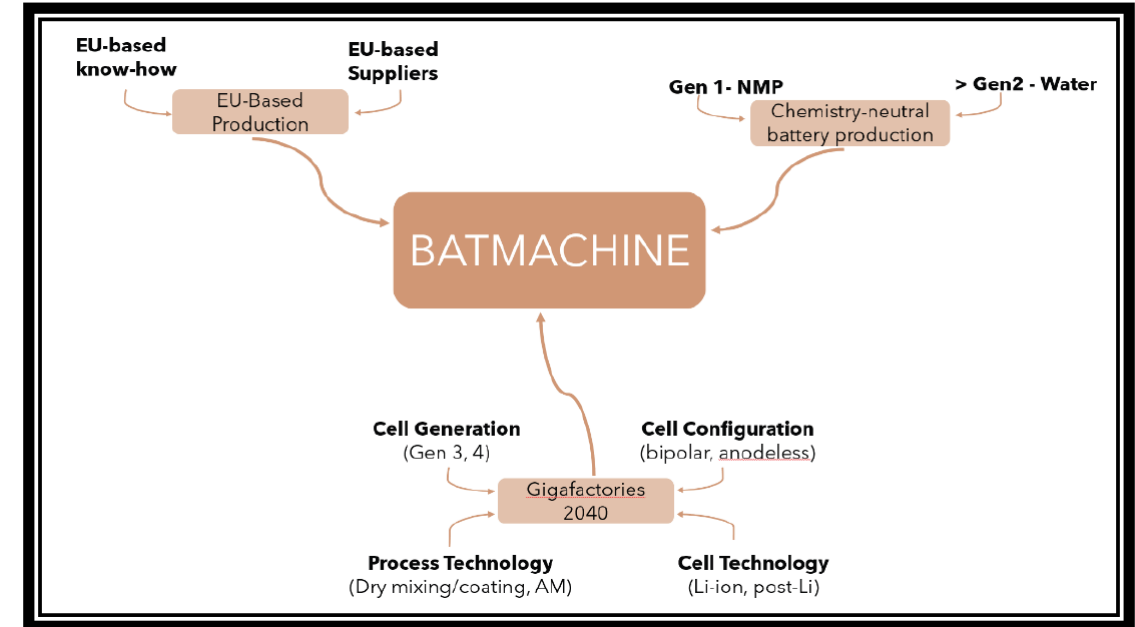 EU-based
know-how
EU-based
Suppliers
EU-Based
Production
Gen 1- NMP
> Gen2 - Water
Chemistry-neutral
battery production
BATMACHINE
Cell Generation
(Gen 3, 4)
Cell Configuration
(bipolar, anodeless)
Gigafactories
2040
Process Technology
(Dry mixing/coating, AM)
Cell Technology
(Li-ion, post-Li)